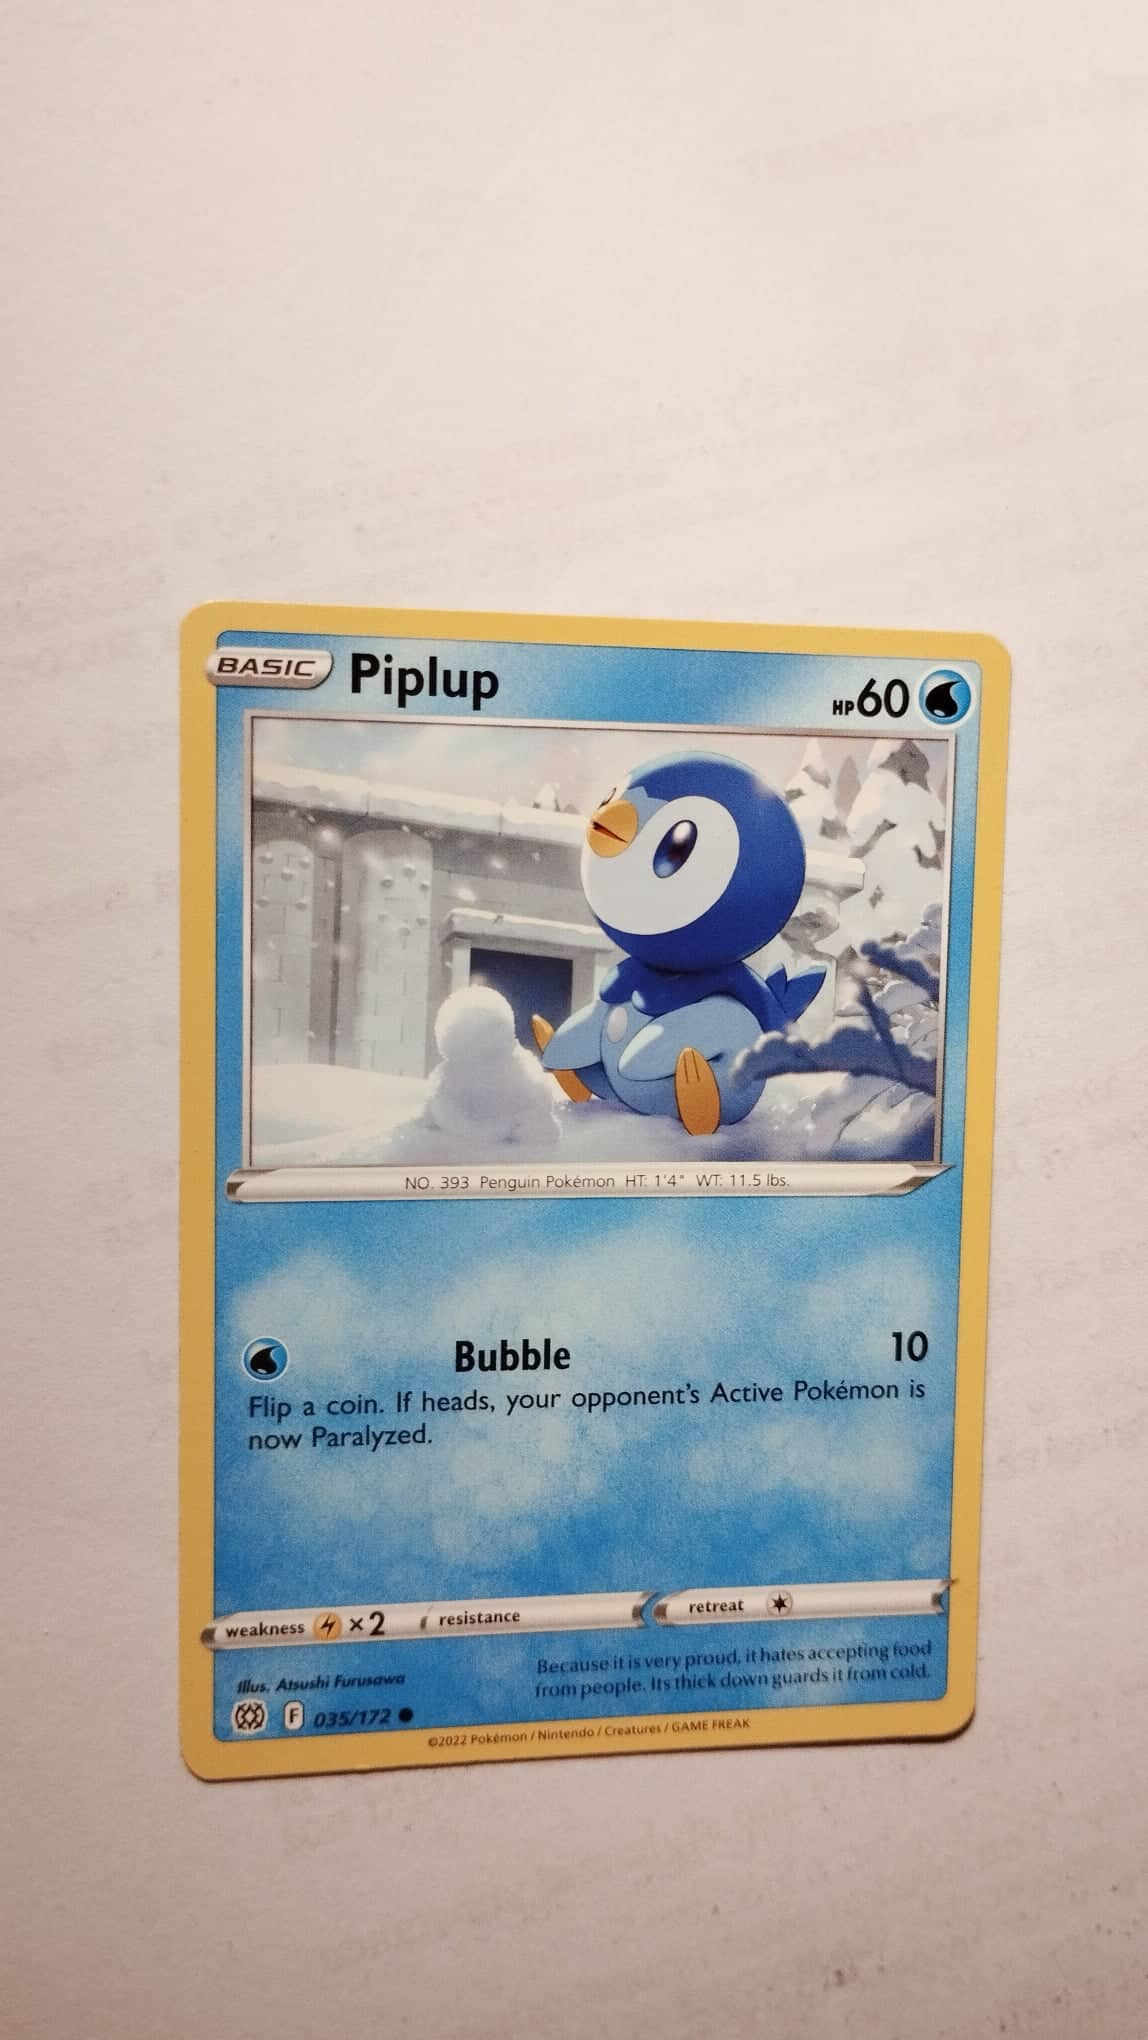 BASIC Piplup HP 60
NO. 393 Penguin Pokémon HT: 1'4" WT: 11.5 lbs.
Bubble 10
Flip a coin. If heads, your opponent's Active Pokémon is
now Paralyzed.
weakness ×2 resistance retreat
Because it is very proud, it hates accepting food
from people. Its thick down guards it from cold.
Illus. Atsushi Furusawa
F 035/172
©2022 Pokémon / Nintendo / Creatures / GAME FREAK